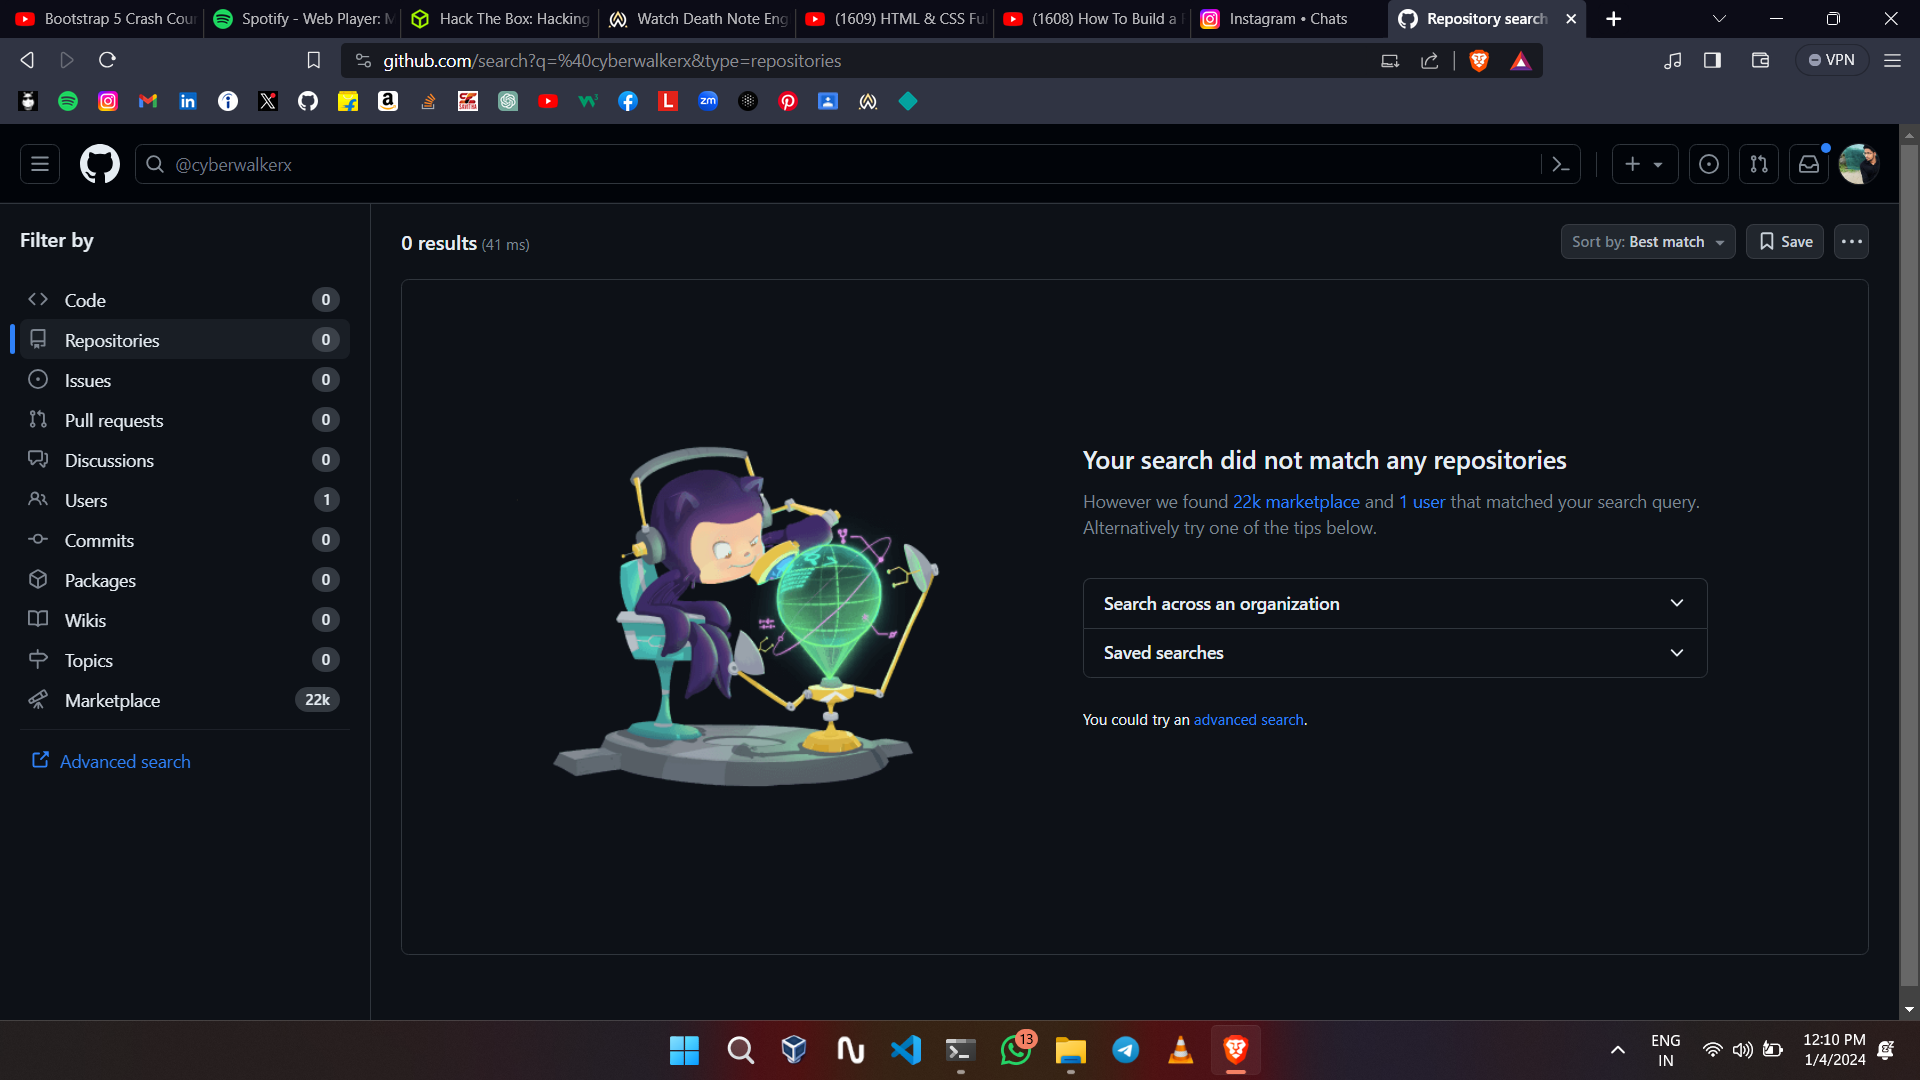 Bootstrap 5 Crash Cour
Spotify - Web Player: M
Hack The Box: Hacking
Watch Death Note Eng
(1609) HTML & CSS Ful
(1608) How To Build a
Instagram • Chats
Repository search
github.com/search?q=%40cyberwalkerx&type=repositories
VPN
@cyberwalkerx
Filter by
Code 0
Repositories 0
Issues 0
Pull requests 0
Discussions 0
Users 1
Commits 0
Packages 0
Wikis 0
Topics 0
Marketplace 22k
Advanced search
0 results (41 ms)
Sort by: Best match
Save
Your search did not match any repositories
However we found 22k marketplace and 1 user that matched your search query.
Alternatively try one of the tips below.
Search across an organization
Saved searches
You could try an advanced search.
13
ENG
IN
12:10 PM
1/4/2024